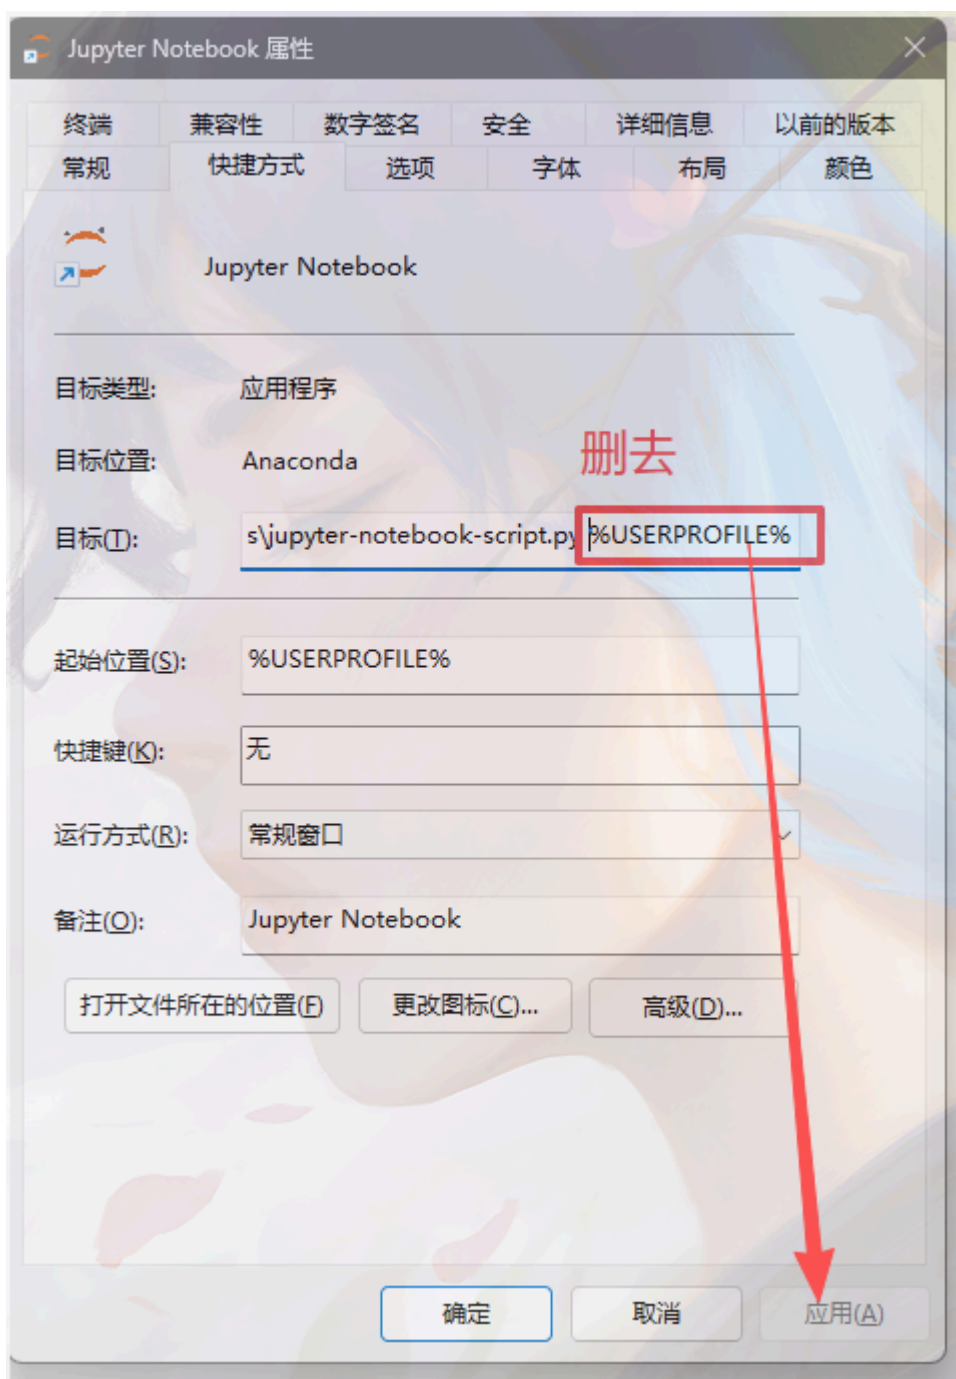 Jupyter Notebook 属性
终端 兼容性 数字签名 安全 详细信息 以前的版本
常规 快捷方式 选项 字体 布局 颜色
Jupyter Notebook
目标类型: 应用程序
目标位置: Anaconda
删去
目标(T): s\jupyter-notebook-script.py %USERPROFILE%
起始位置(S): %USERPROFILE%
快捷键(K): 无
运行方式(R): 常规窗口
备注(O): Jupyter Notebook
打开文件所在的位置(F) 更改图标(C)... 高级(D)...
确定 取消 应用(A)